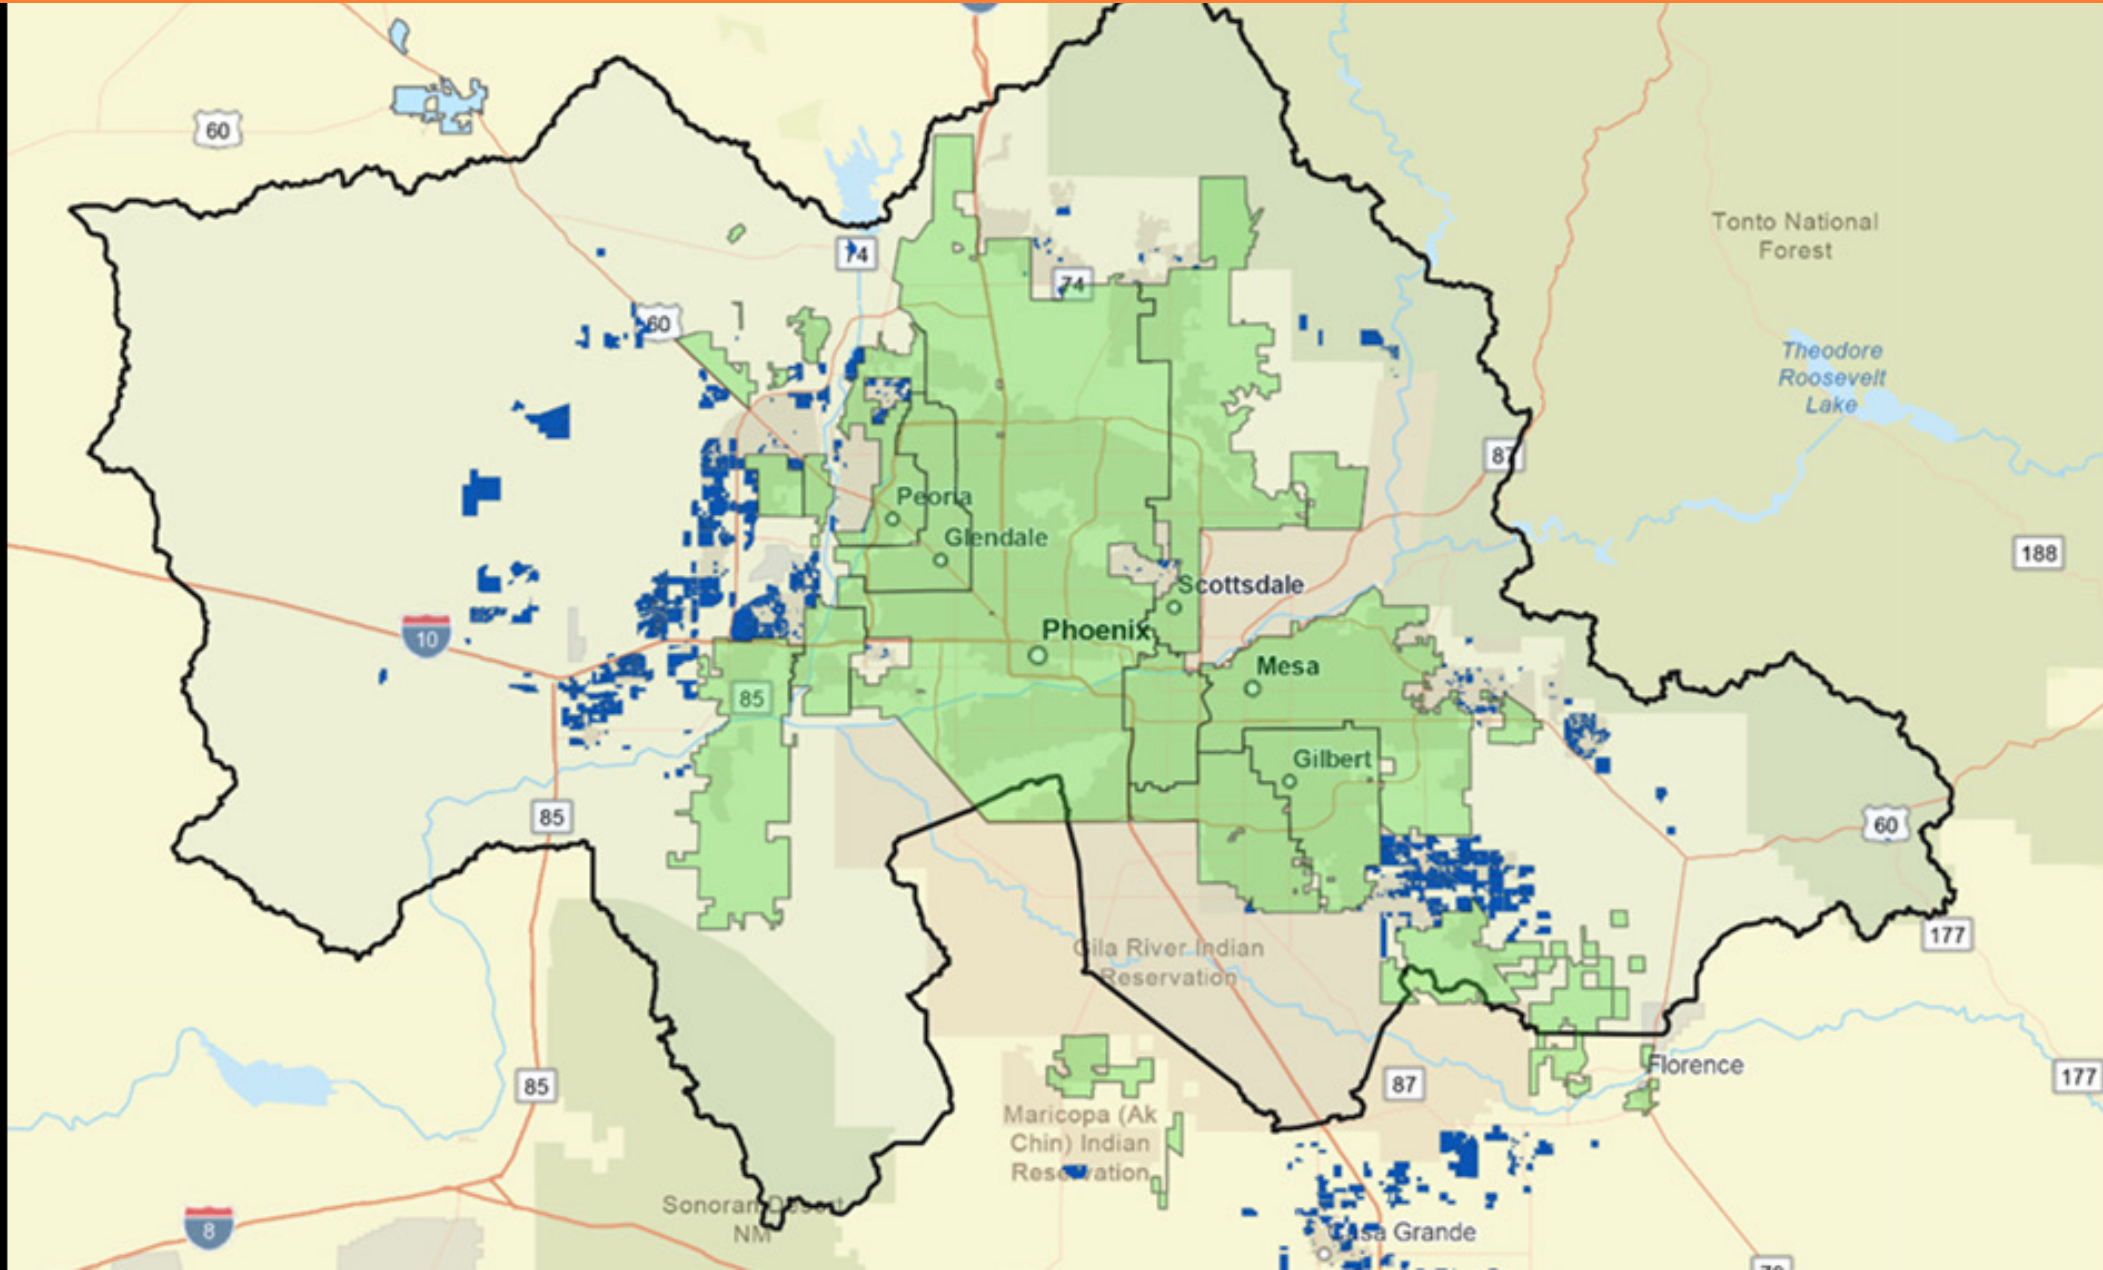 60
74
74
Tonto National
Forest
60
Theodore
Roosevelt
Lake
87
Peoria
Glendale
188
Scottsdale
10
Phoenix
Mesa
85
Gilbert
85
60
177
Gila River Indian
Reservation
Florence
85
87
177
Maricopa (Ak
Chin) Indian
Reservation
Sonoran Desert
NM
8
Casa Grande